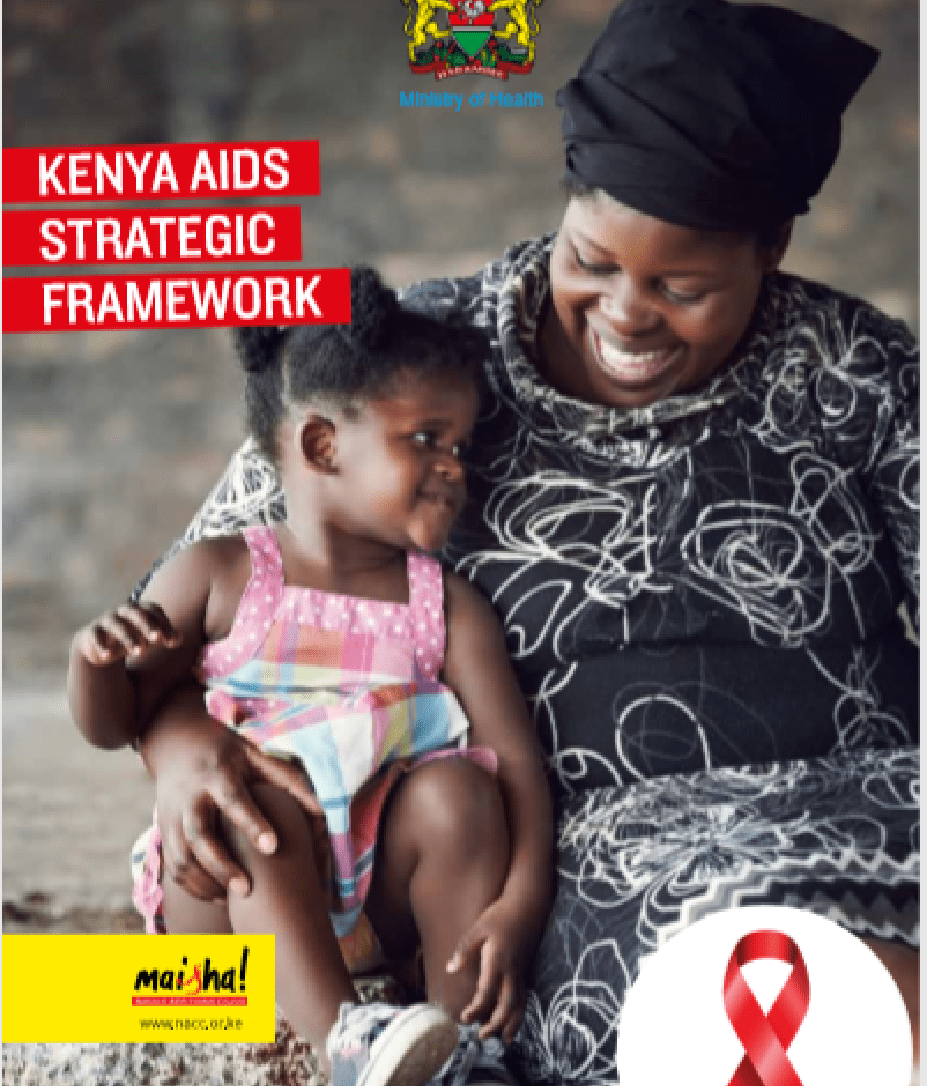 Ministry of Health
KENYA AIDS
STRATEGIC
FRAMEWORK
maisha!
www.nacc.or.ke